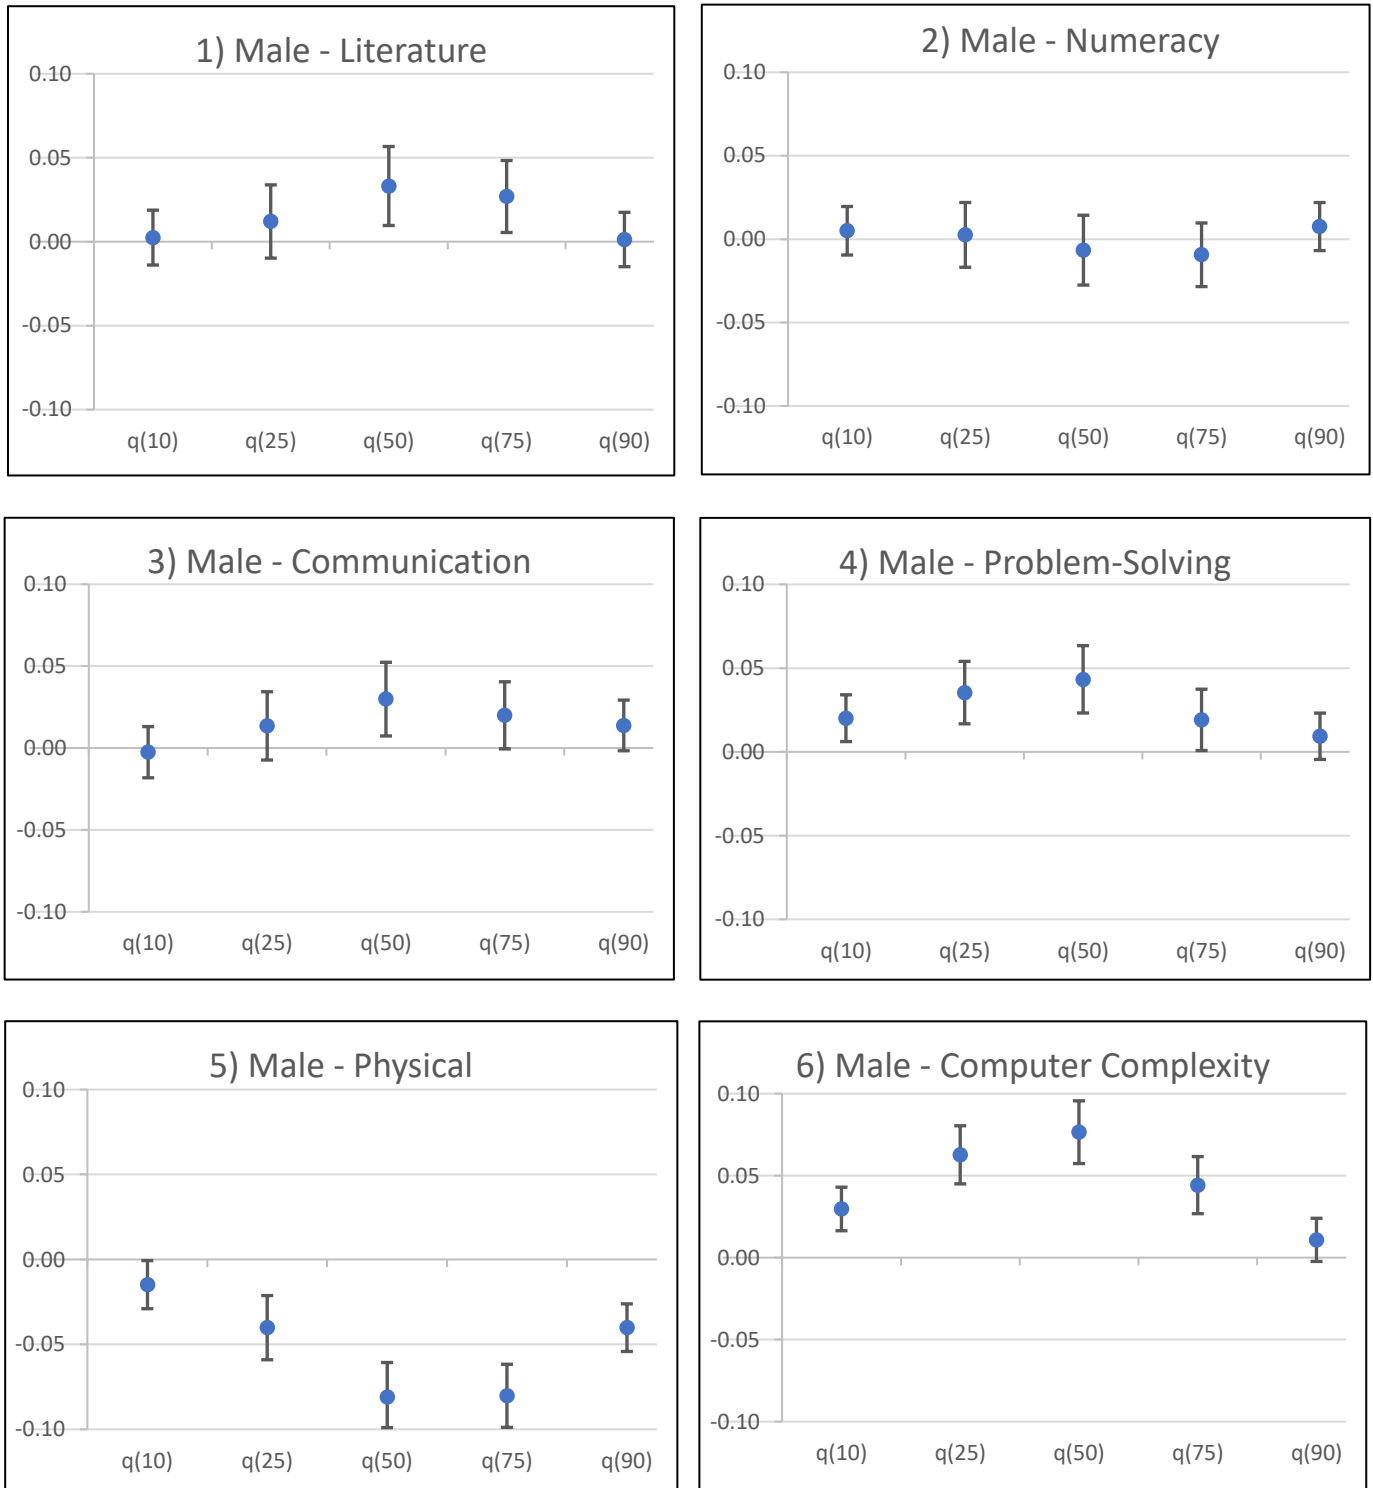 1) Male - Literature
0.10
0.05
0.00
-0.05
-0.10
q(10) q(25) q(50) q(75) q(90)
2) Male - Numeracy
0.10
0.05
0.00
-0.05
-0.10
q(10) q(25) q(50) q(75) q(90)
3) Male - Communication
0.10
0.05
0.00
-0.05
-0.10
q(10) q(25) q(50) q(75) q(90)
4) Male - Problem-Solving
0.10
0.05
0.00
-0.05
-0.10
q(10) q(25) q(50) q(75) q(90)
5) Male - Physical
0.10
0.05
0.00
-0.05
-0.10
q(10) q(25) q(50) q(75) q(90)
6) Male - Computer Complexity
0.10
0.05
0.00
-0.05
-0.10
q(10) q(25) q(50) q(75) q(90)